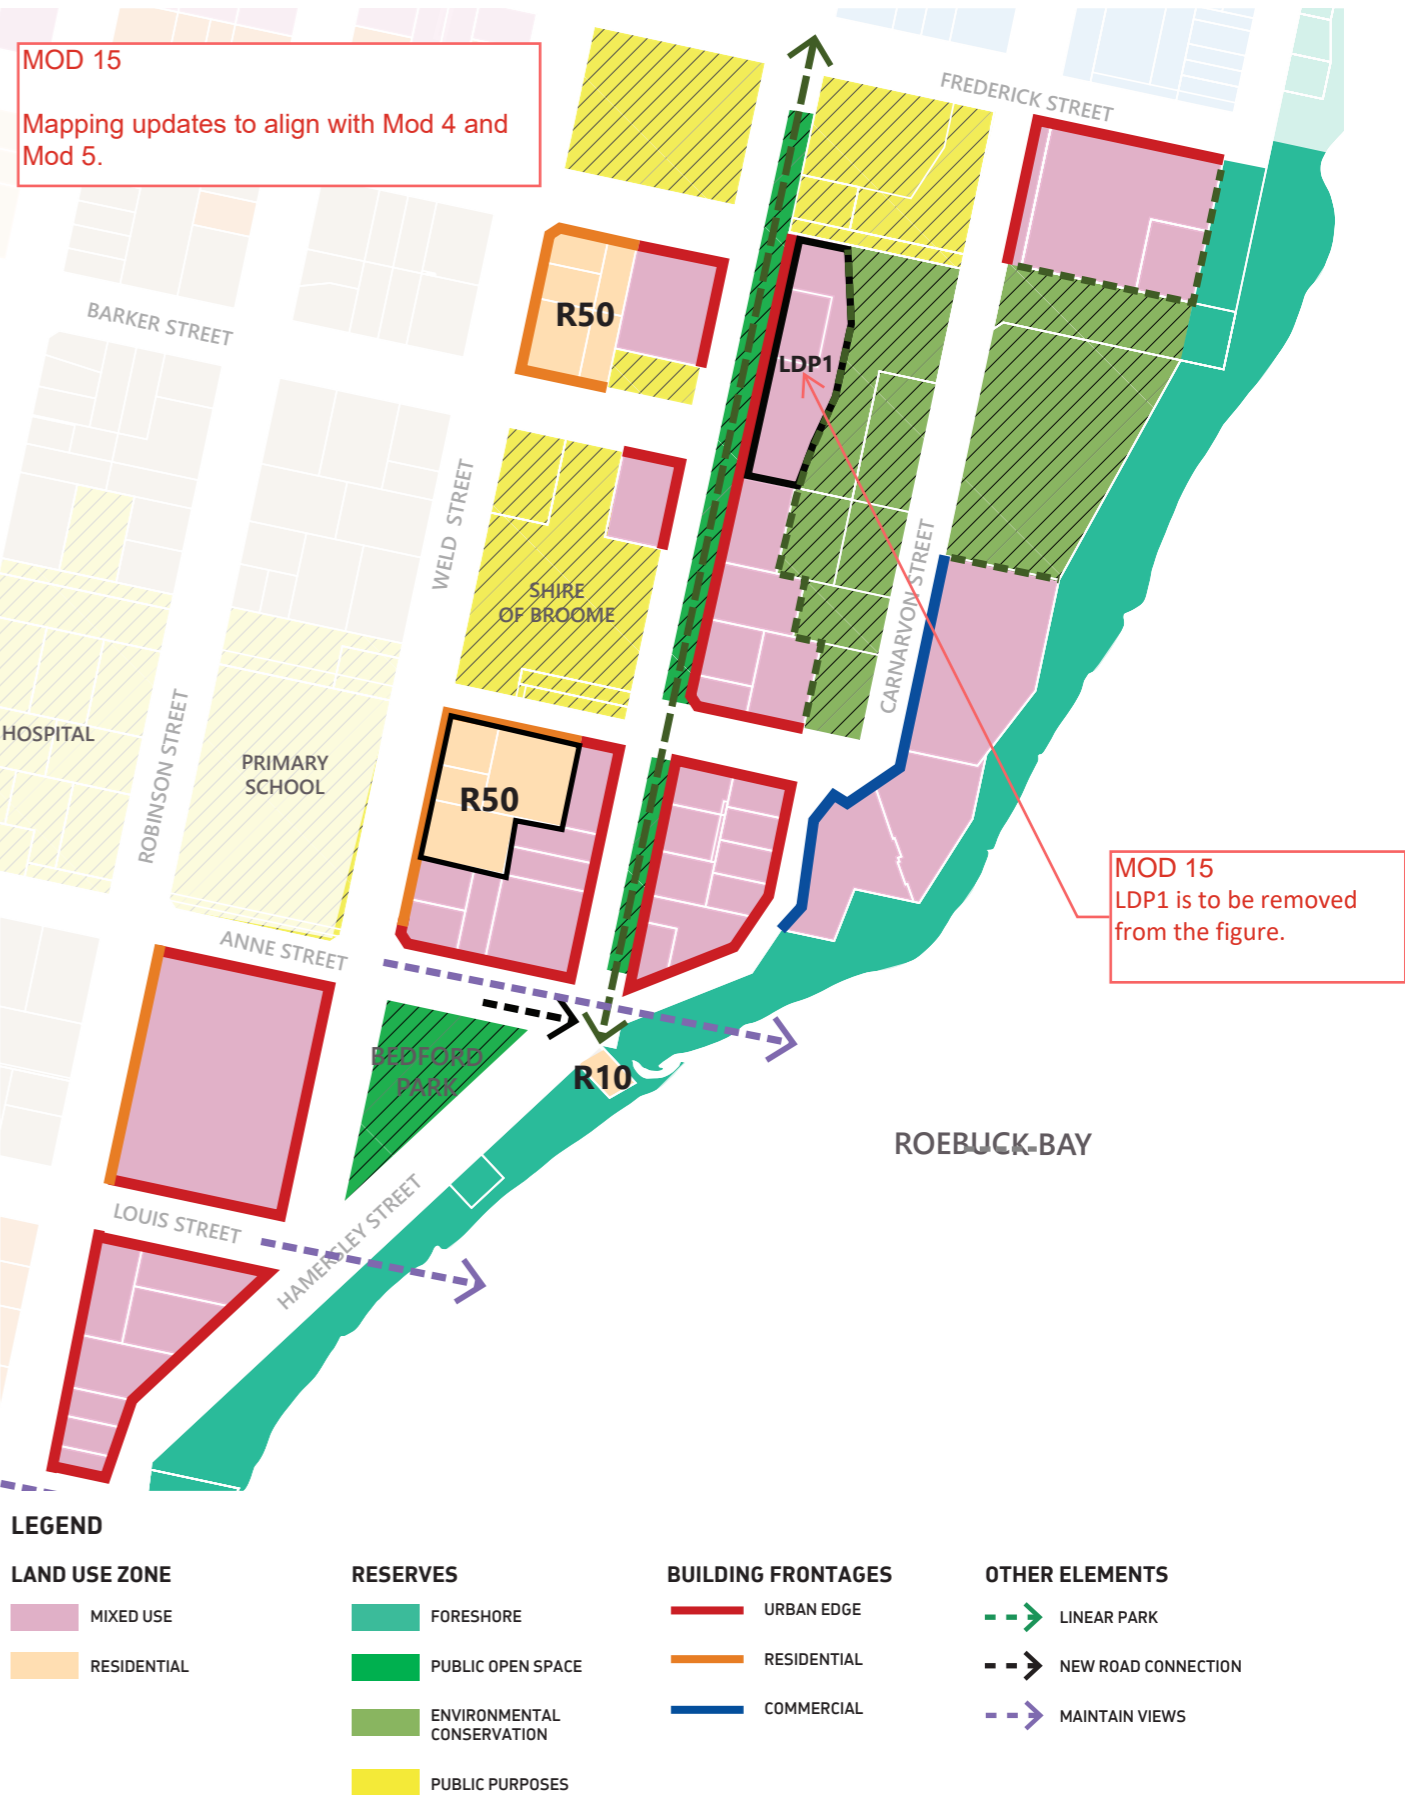 MOD 15
Mapping updates to align with Mod 4 and
Mod 5.
FREDERICK STREET
BARKER STREET
R50
LDP1
WELD STREET
SHIRE
OF BROOME
CARNARVON STREET
HOSPITAL
ROBINSON STREET
PRIMARY
SCHOOL
R50
MOD 15
LDP1 is to be removed
from the figure.
ANNE STREET
BEDFORD
PARK
R10
ROEBUCK BAY
LOUIS STREET
HAMERSLEY STREET
LEGEND
LAND USE ZONE
MIXED USE
RESIDENTIAL
RESERVES
FORESHORE
PUBLIC OPEN SPACE
ENVIRONMENTAL
CONSERVATION
PUBLIC PURPOSES
BUILDING FRONTAGES
URBAN EDGE
RESIDENTIAL
COMMERCIAL
OTHER ELEMENTS
LINEAR PARK
NEW ROAD CONNECTION
MAINTAIN VIEWS